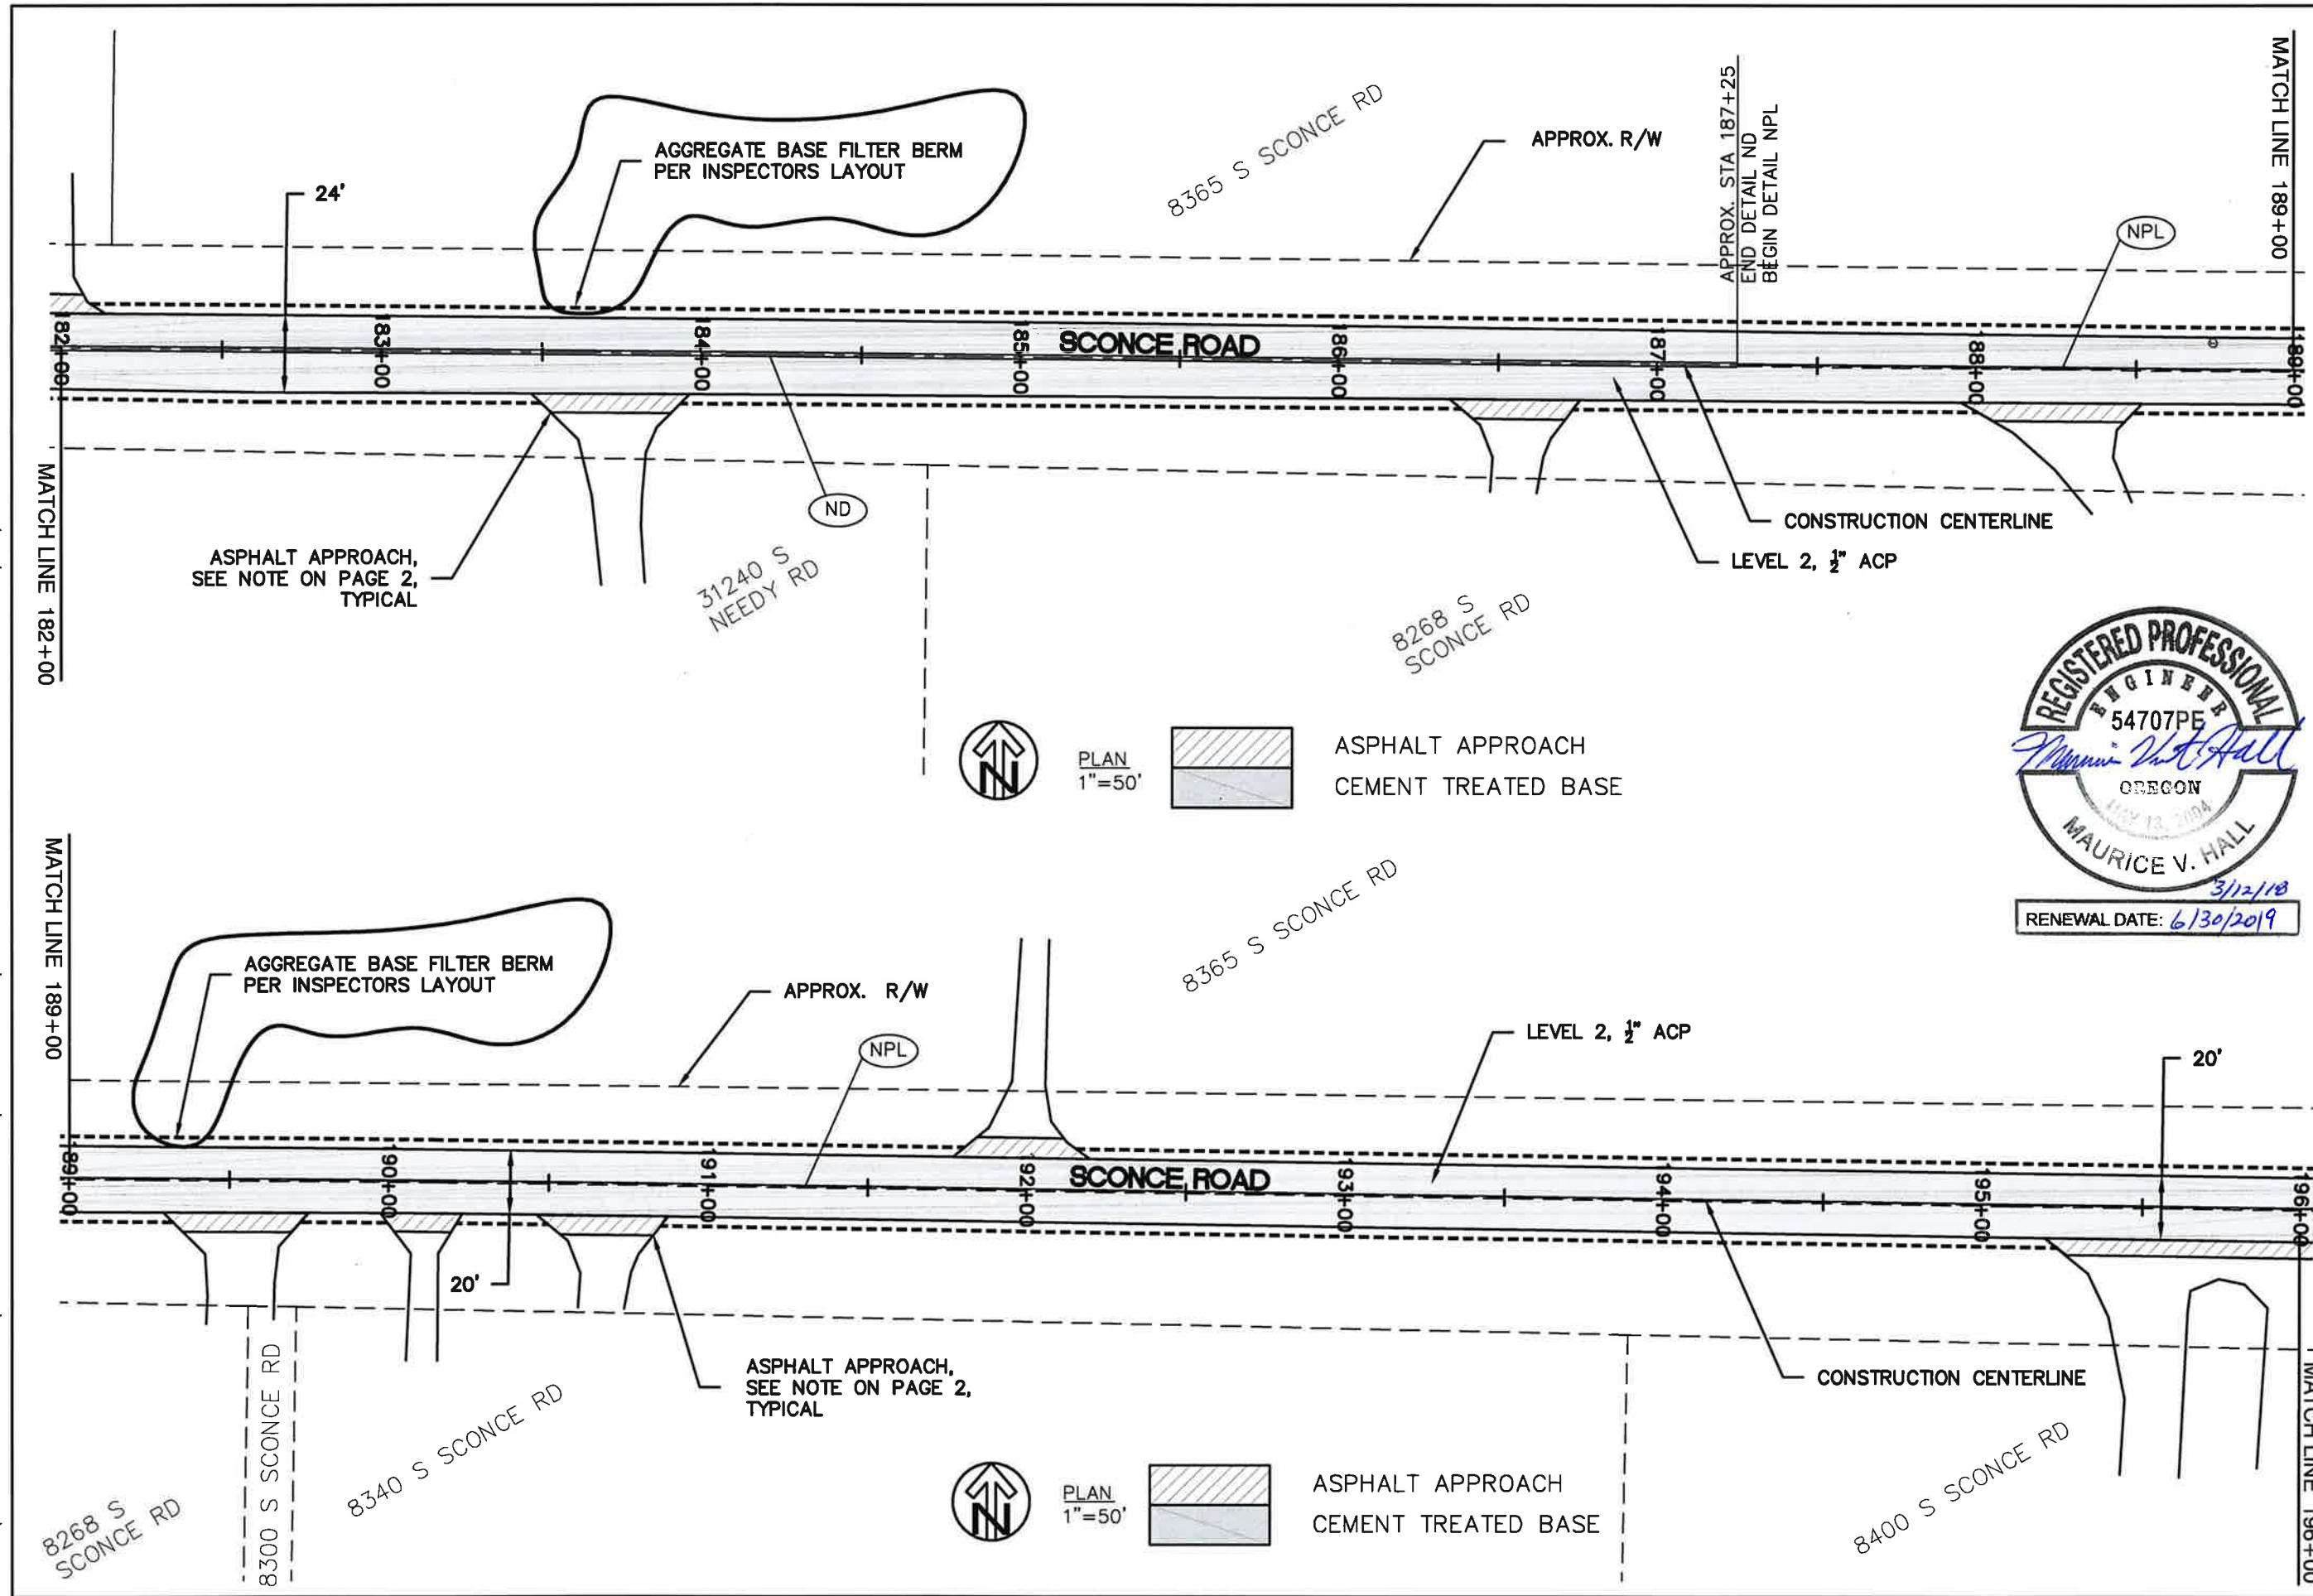 MATCH LINE 189+00
24'
AGGREGATE BASE FILTER BERM
PER INSPECTORS LAYOUT
8365 S SCONCE RD
APPROX. R/W
APPROX. STA 187+25
END DETAIL ND
BEGIN DETAIL NPL
NPL
182+00
183+00
184+00
185+00
SCONCE ROAD
186+00
187+00
188+00
189+00
MATCH LINE 182+00
ASPHALT APPROACH,
SEE NOTE ON PAGE 2,
TYPICAL
ND
31240 S
NEEDY RD
CONSTRUCTION CENTERLINE
LEVEL 2, ½" ACP
8268 S
SCONCE RD
N
PLAN
1"=50'
ASPHALT APPROACH
CEMENT TREATED BASE
REGISTERED PROFESSIONAL
ENGINEER
54707PE
OREGON
MAY 13, 2004
MAURICE V. HALL
3/12/18
RENEWAL DATE: 6/30/2019
MATCH LINE 189+00
AGGREGATE BASE FILTER BERM
PER INSPECTORS LAYOUT
APPROX. R/W
NPL
8365 S SCONCE RD
LEVEL 2, ½" ACP
20'
189+00
190+00
191+00
192+00
SCONCE ROAD
193+00
194+00
195+00
196+00
20'
ASPHALT APPROACH,
SEE NOTE ON PAGE 2,
TYPICAL
CONSTRUCTION CENTERLINE
MATCH LINE 196+00
8268 S
SCONCE RD
8300 S SCONCE RD
8340 S SCONCE RD
N
PLAN
1"=50'
ASPHALT APPROACH
CEMENT TREATED BASE
8400 S SCONCE RD